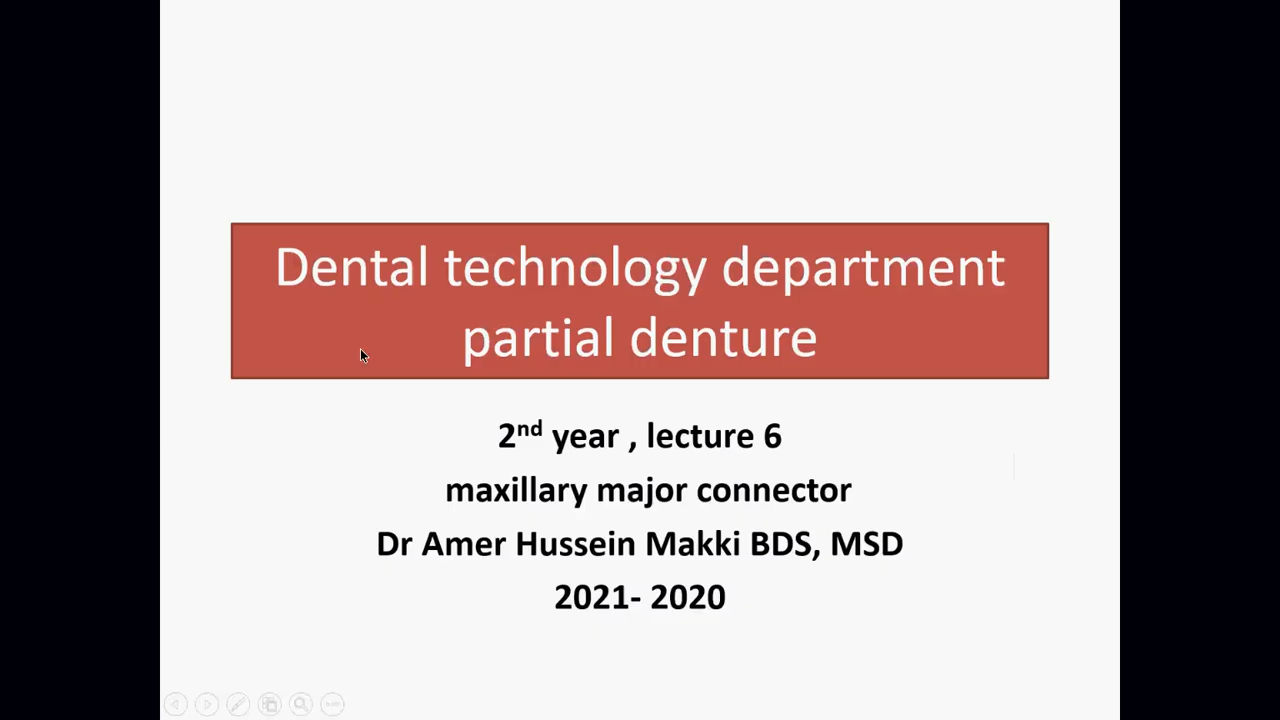 Dental technology department
partial denture
2nd year , lecture 6
maxillary major connector
Dr Amer Hussein Makki BDS, MSD
2021- 2020